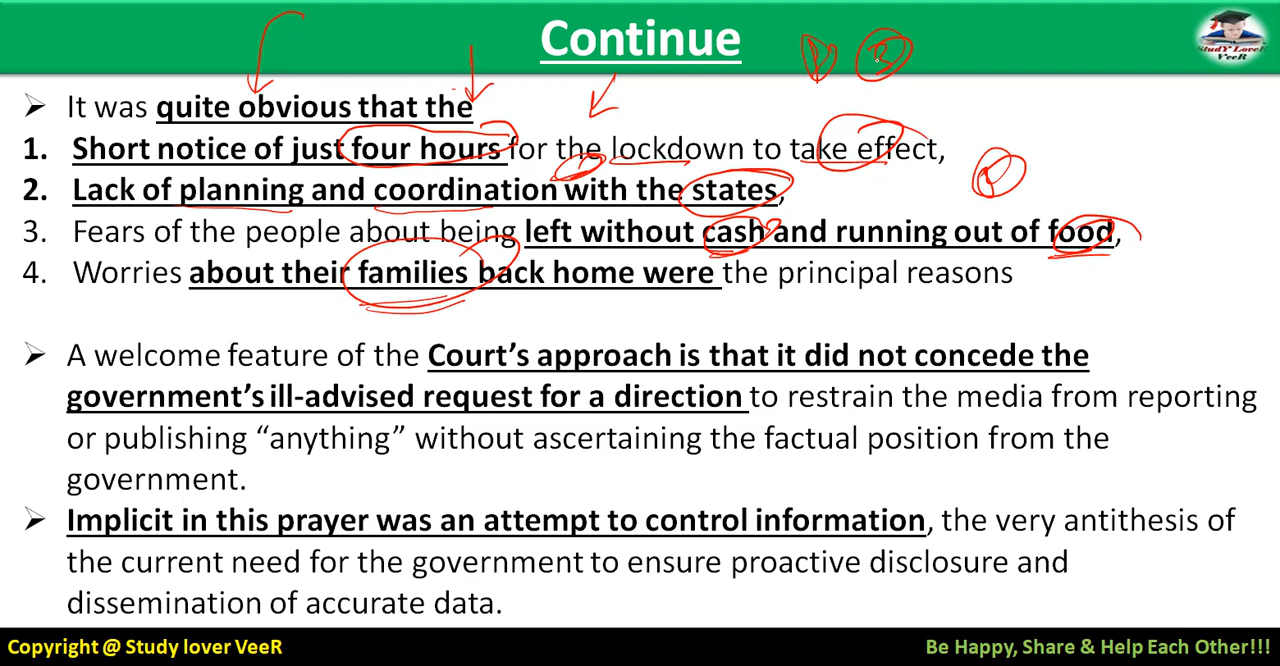 Continue
StudY LoveR
VeeR
➢ It was quite obvious that the
1. Short notice of just four hours for the lockdown to take effect,
2. Lack of planning and coordination with the states,
3. Fears of the people about being left without cash and running out of food,
4. Worries about their families back home were the principal reasons
➢ A welcome feature of the Court’s approach is that it did not concede the
government’s ill-advised request for a direction to restrain the media from reporting
or publishing “anything” without ascertaining the factual position from the
government.
➢ Implicit in this prayer was an attempt to control information, the very antithesis of
the current need for the government to ensure proactive disclosure and
dissemination of accurate data.
Copyright @ Study lover VeeR
Be Happy, Share & Help Each Other!!!